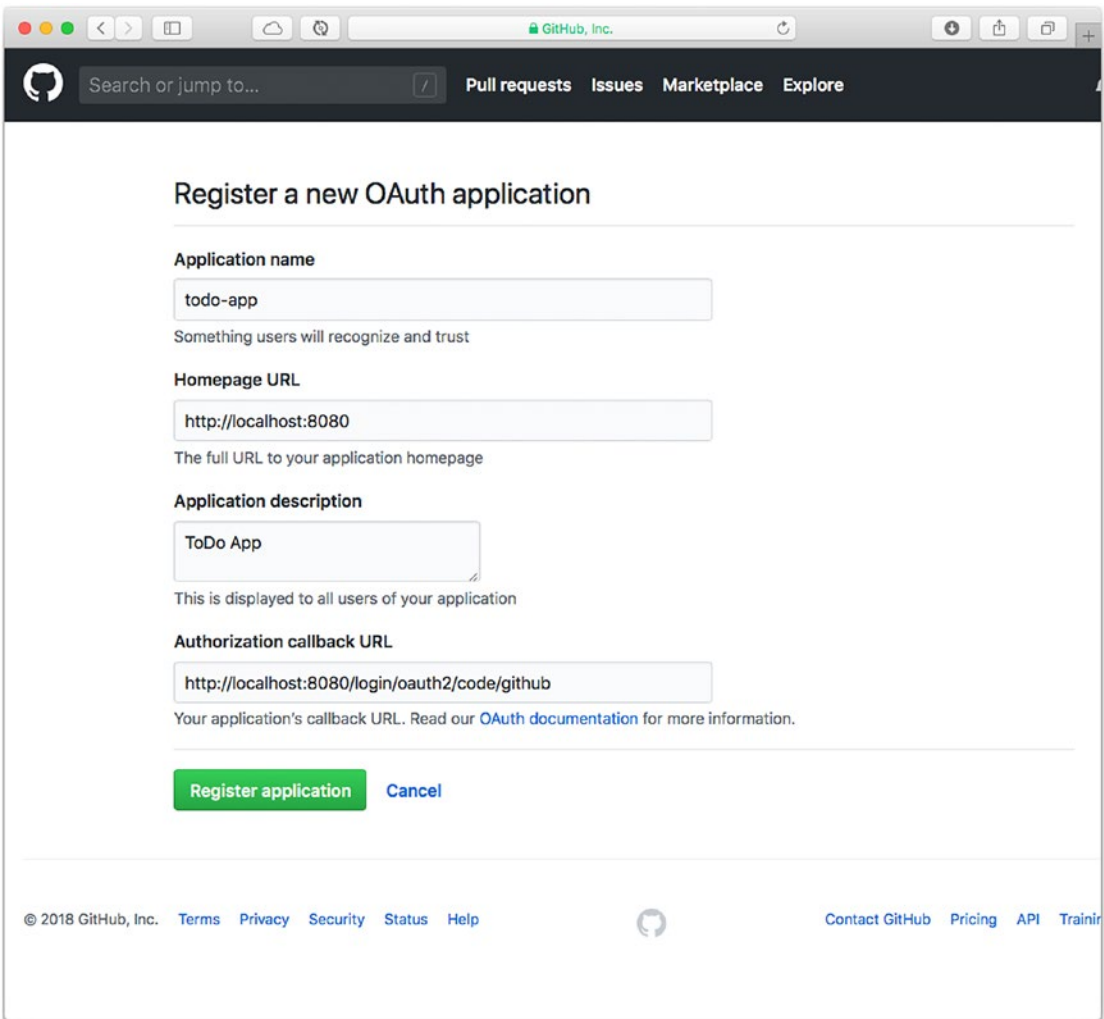 GitHub, Inc.
Search or jump to... /
Pull requests Issues Marketplace Explore
Register a new OAuth application
Application name
todo-app
Something users will recognize and trust
Homepage URL
http://localhost:8080
The full URL to your application homepage
Application description
ToDo App
This is displayed to all users of your application
Authorization callback URL
http://localhost:8080/login/oauth2/code/github
Your application's callback URL. Read our OAuth documentation for more information.
Register application Cancel
© 2018 GitHub, Inc. Terms Privacy Security Status Help Contact GitHub Pricing API